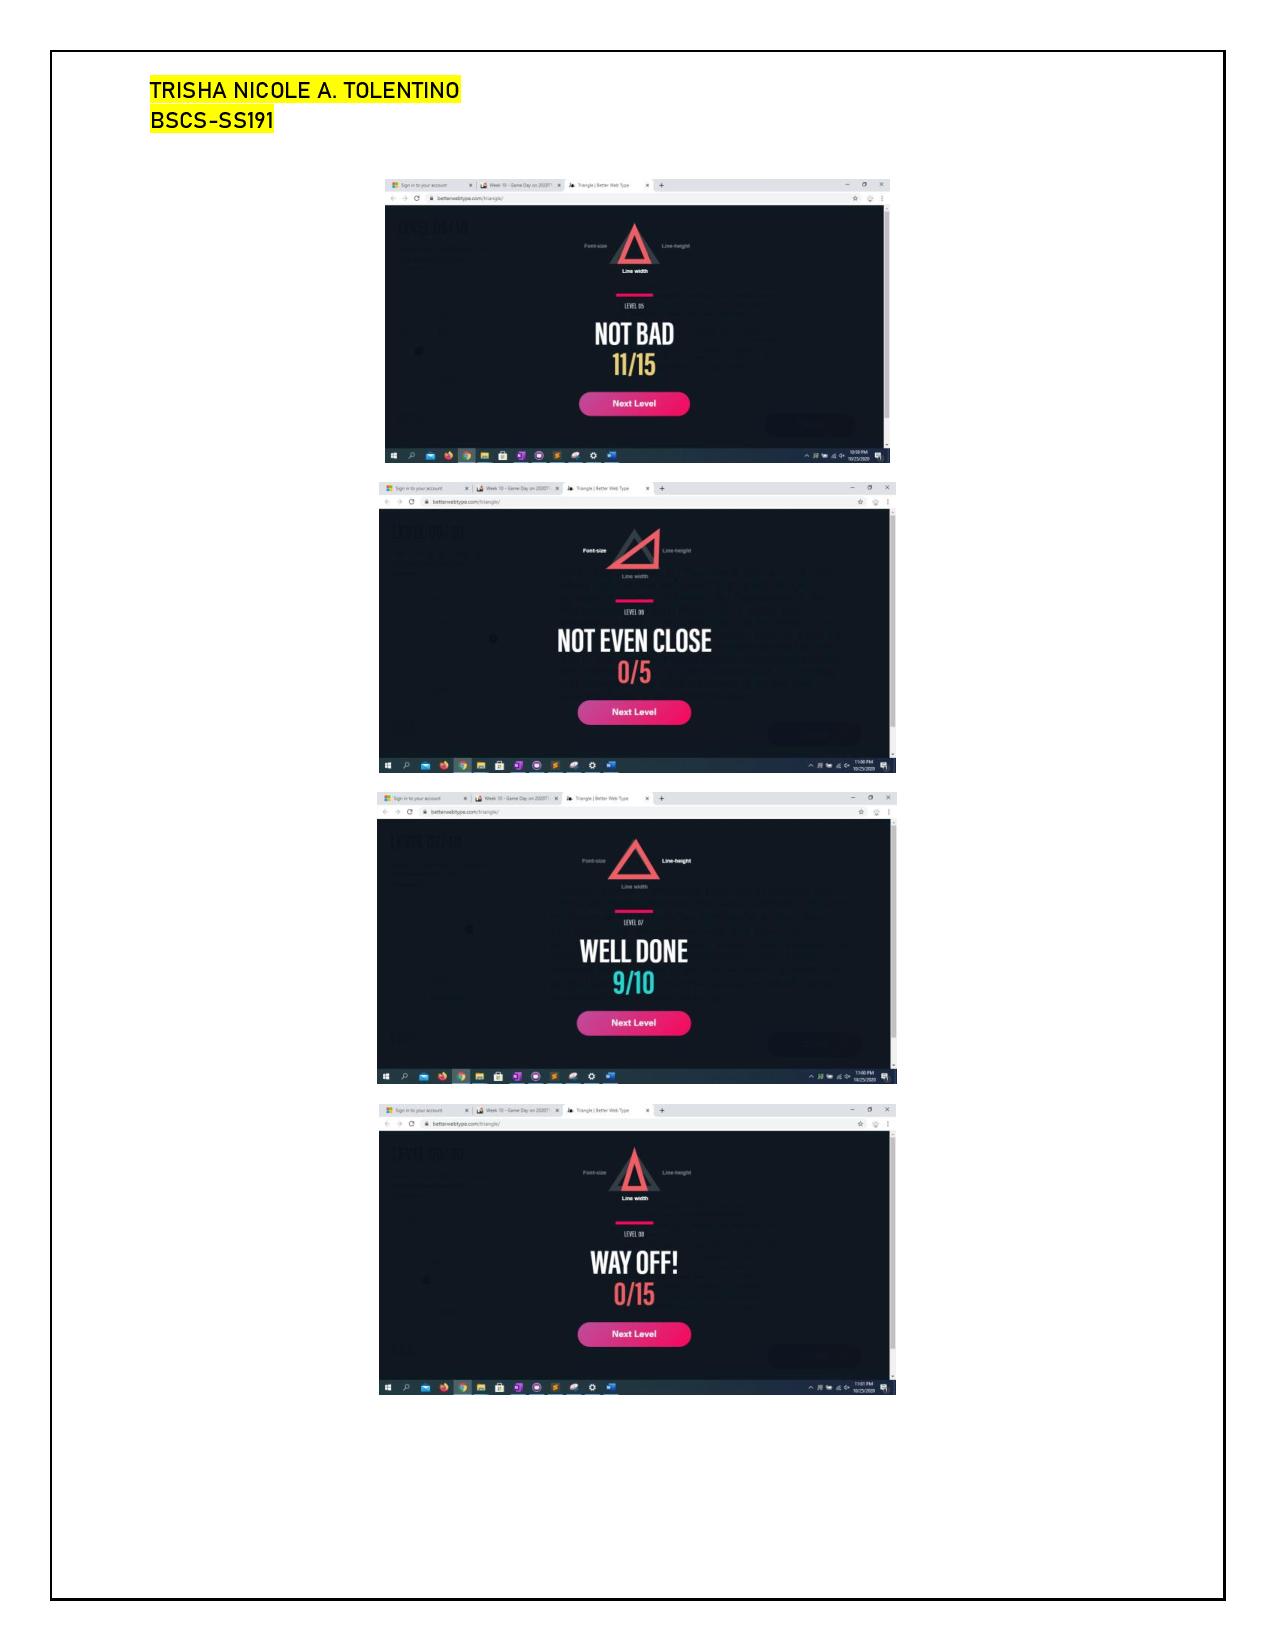 TRISHA NICOLE A. TOLENTINO
BSCS-SS191
Sign in to your account
Week 10 - Game Day on 2020T1
Triangle | Better Web Type
betterwebtype.com/triangle/
Font-size
Line-height
Line width
LEVEL 05
NOT BAD
11/15
Next Level
10/25/2020
Sign in to your account
Week 10 - Game Day on 2020T1
Triangle | Better Web Type
betterwebtype.com/triangle/
Font-size
Line-height
Line width
LEVEL 06
NOT EVEN CLOSE
0/5
Next Level
11:00 PM
10/25/2020
Sign in to your account
Week 10 - Game Day on 2020T1
Triangle | Better Web Type
betterwebtype.com/triangle/
Font-size
Line-height
Line width
LEVEL 07
WELL DONE
9/10
Next Level
11:00 PM
10/25/2020
Sign in to your account
Week 10 - Game Day on 2020T1
Triangle | Better Web Type
betterwebtype.com/triangle/
Font-size
Line-height
Line width
LEVEL 08
WAY OFF!
0/15
Next Level
11:01 PM
10/25/2020